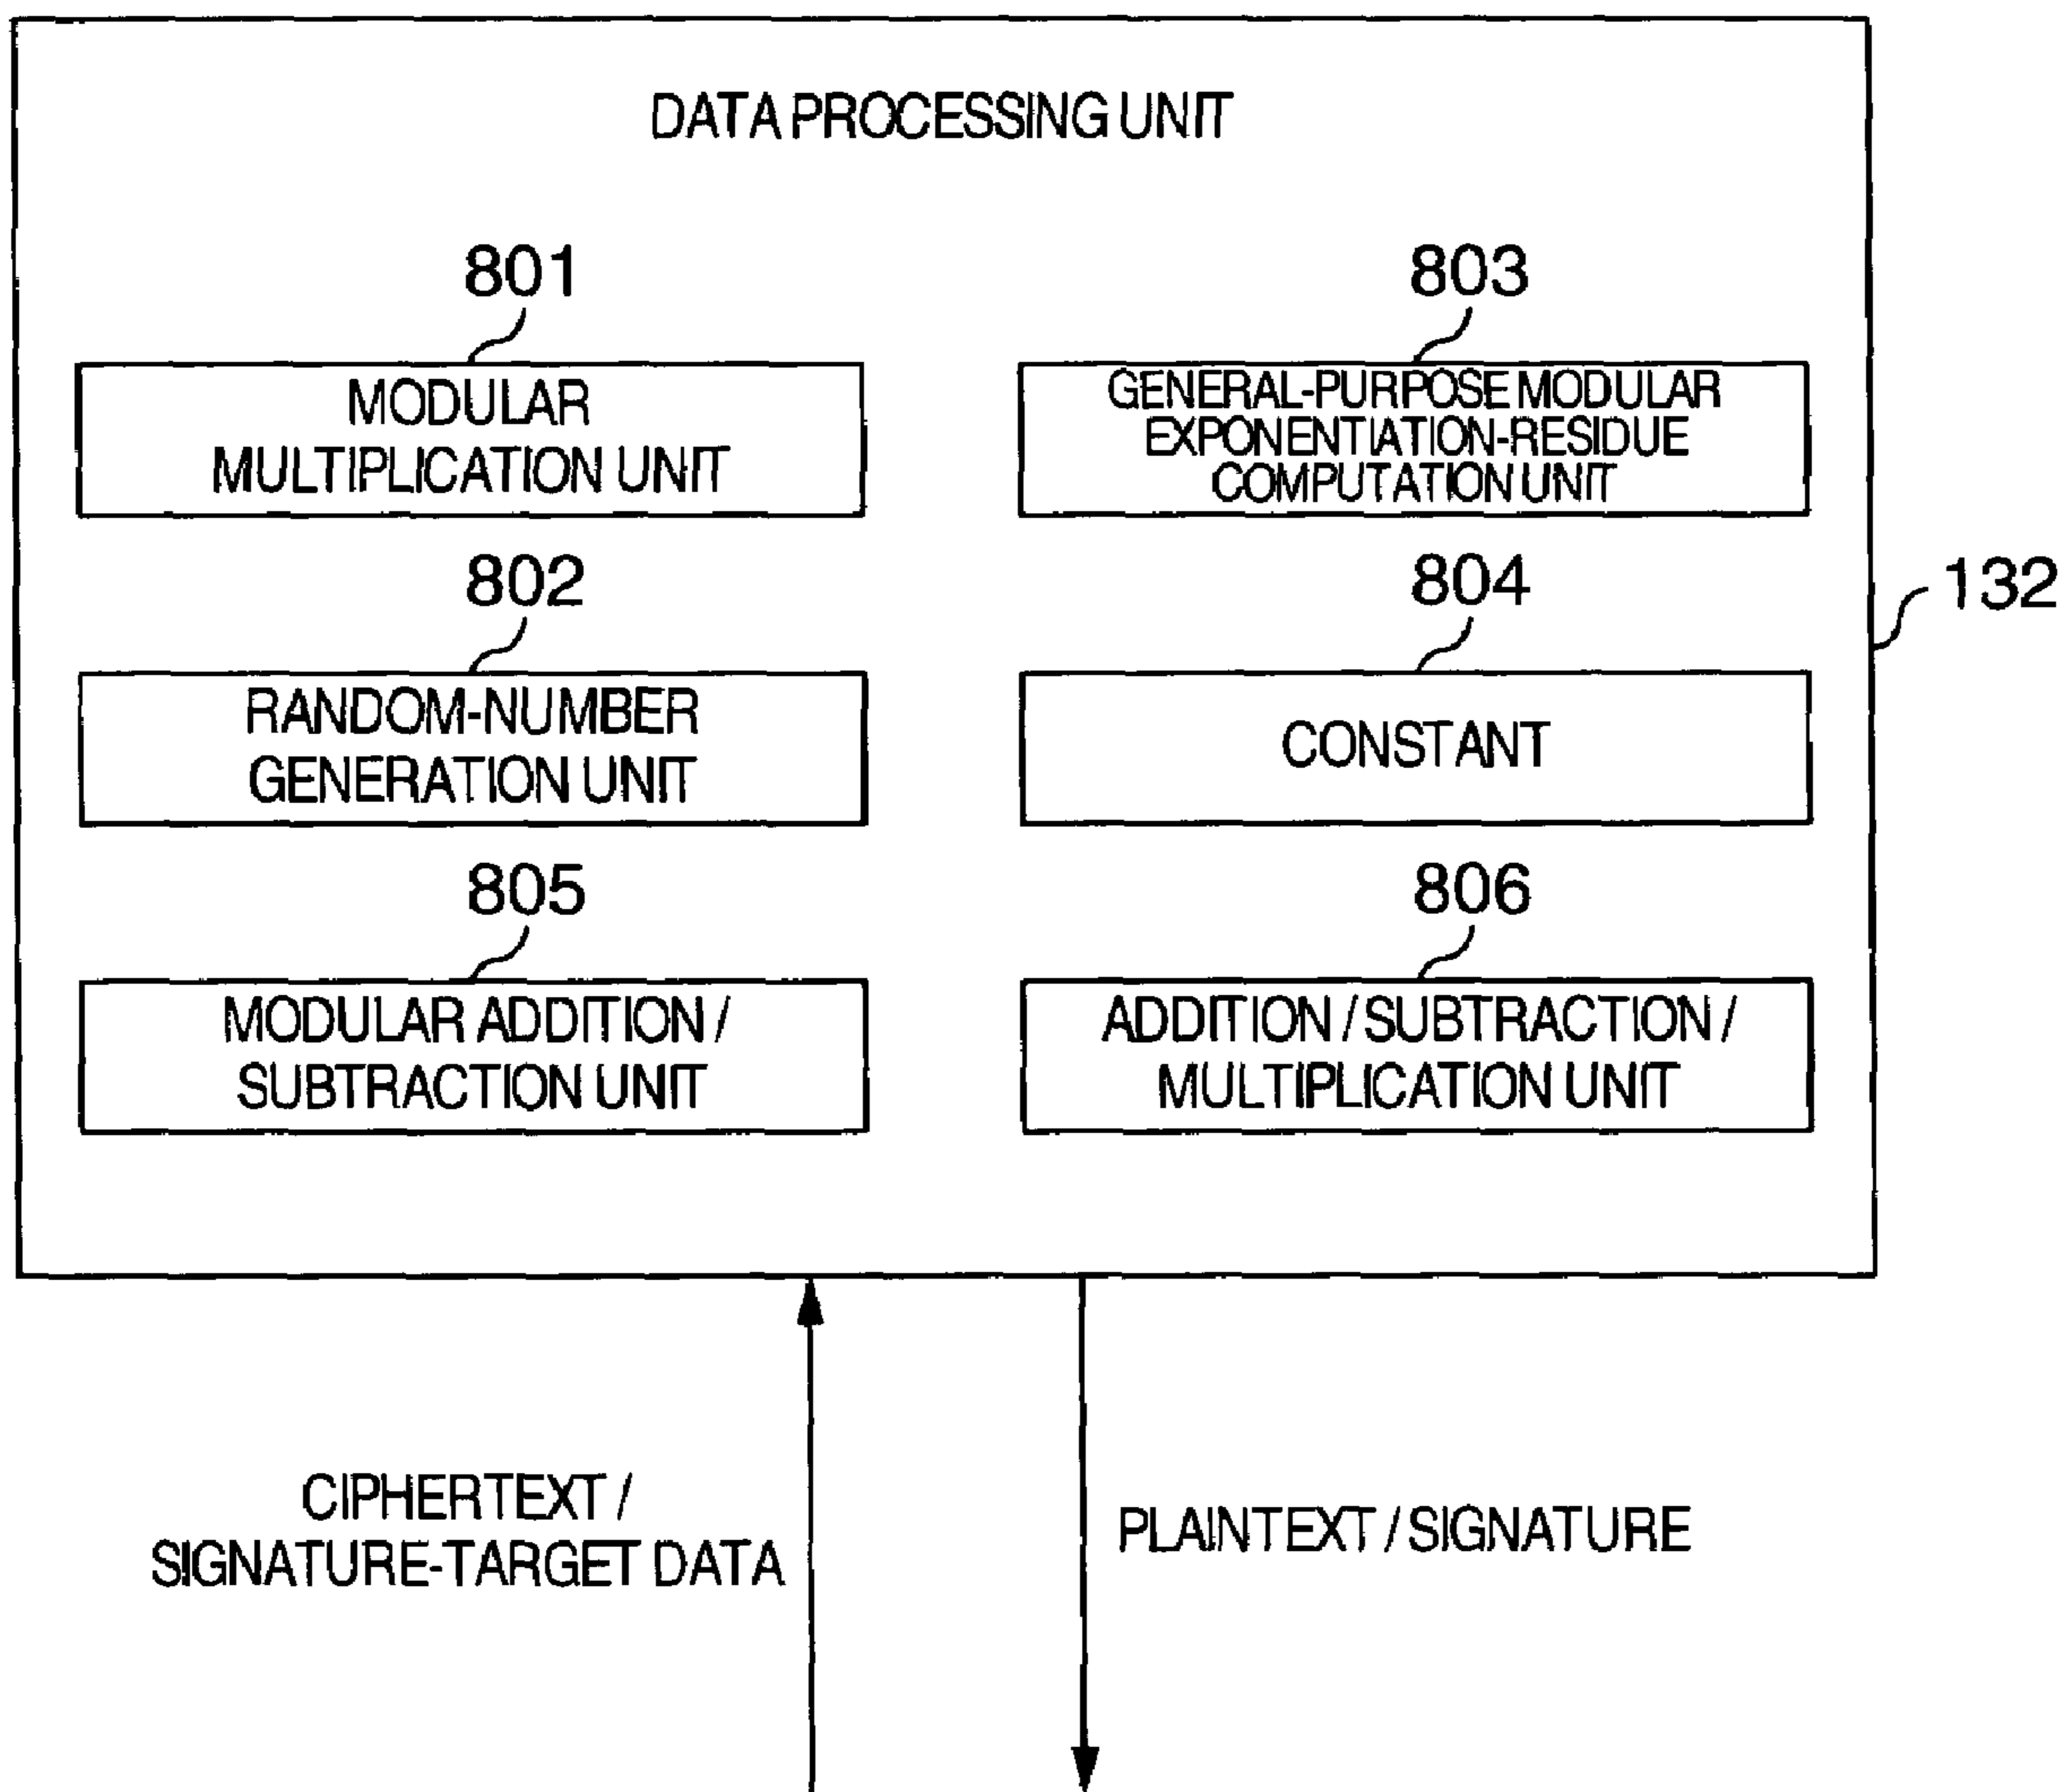 DATA PROCESSING UNIT
801
MODULAR
MULTIPLICATION UNIT
803
GENERAL-PURPOSE MODULAR
EXPONENTIATION-RESIDUE
COMPUTATION UNIT
802
RANDOM-NUMBER
GENERATION UNIT
804
CONSTANT
132
805
MODULAR ADDITION /
SUBTRACTION UNIT
806
ADDITION / SUBTRACTION /
MULTIPLICATION UNIT
CIPHERTEXT /
SIGNATURE-TARGET DATA
PLAINTEXT / SIGNATURE